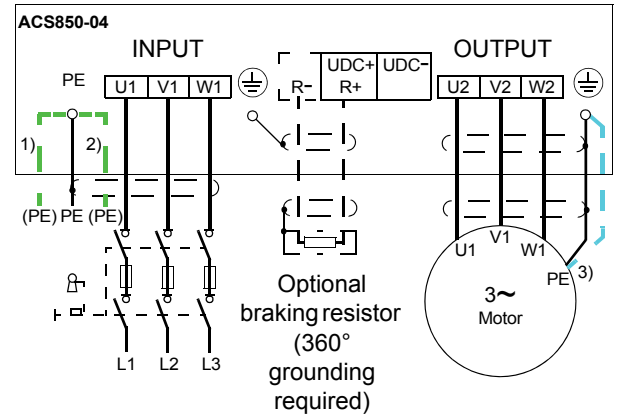 ACS850-04
INPUT
OUTPUT
PE
U1 V1 W1
R-
UDC+ UDC-
R+
U2 V2 W2
1)
2)
(PE) PE (PE)
U1
V1
W1
PE
3)
3~
Motor
Optional
braking resistor
(360°
grounding
required)
L1
L2
L3